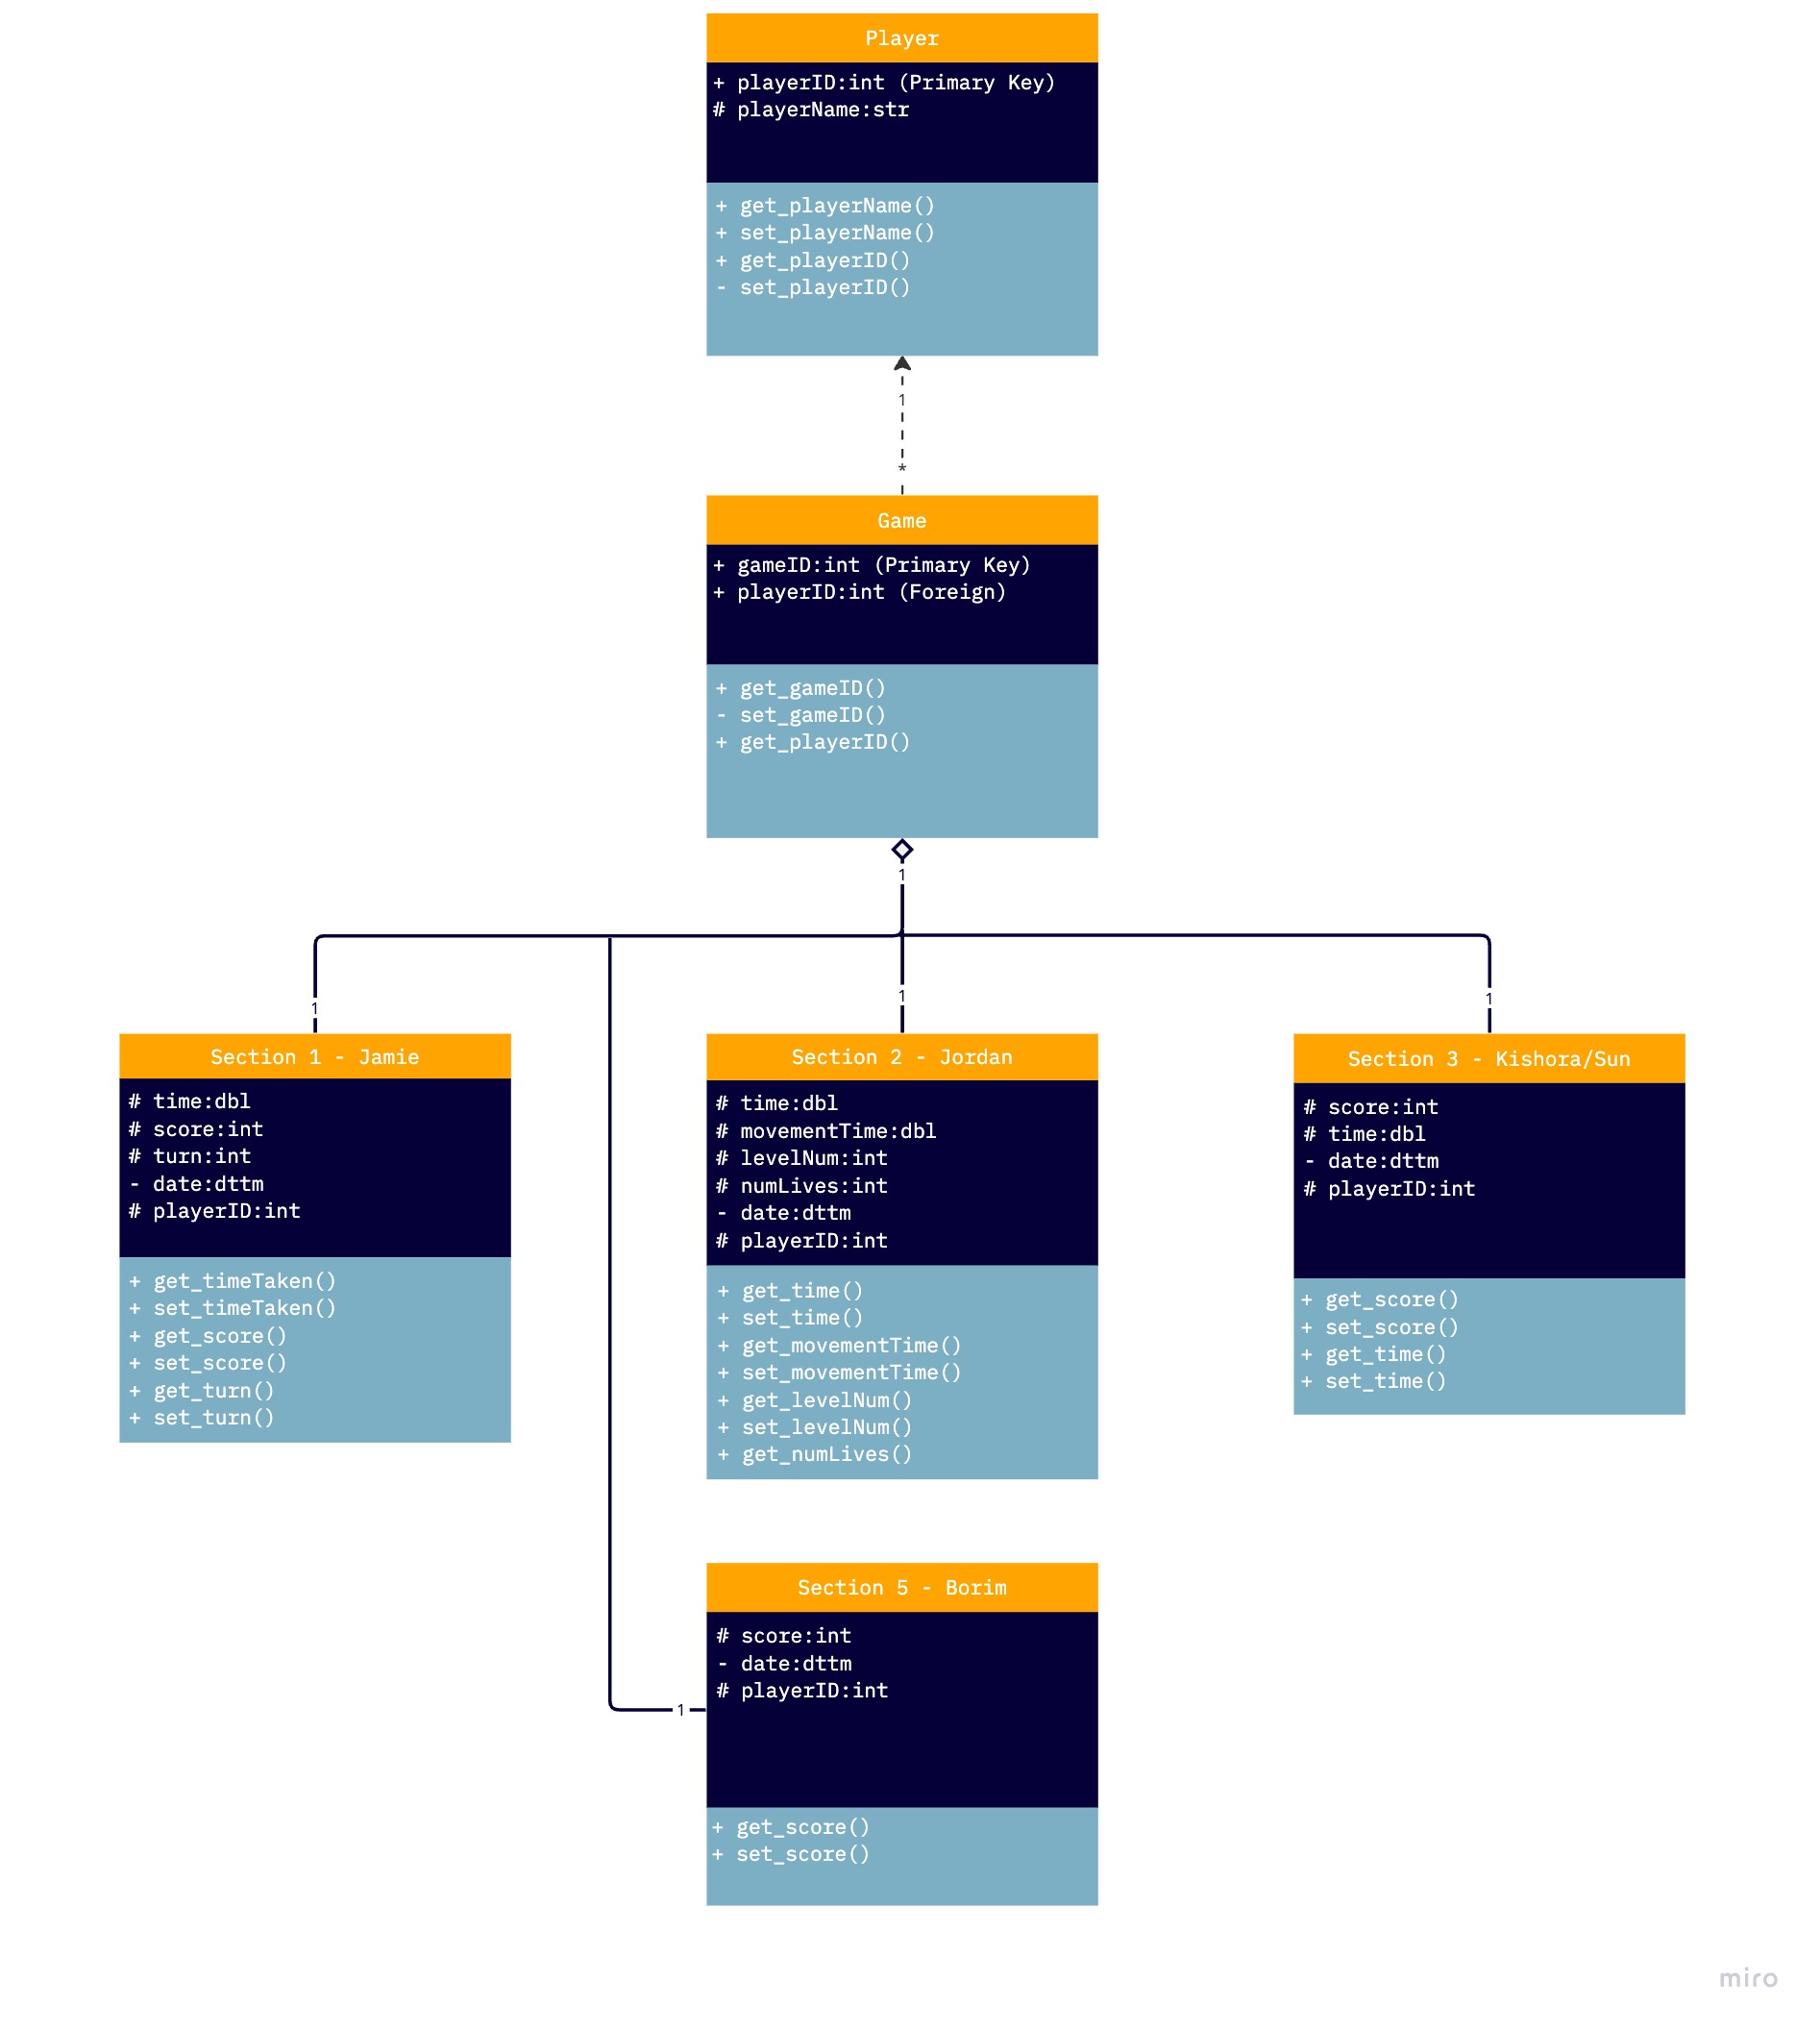 Player
+ playerID:int (Primary Key)
# playerName:str
+ get_playerName()
+ set_playerName()
+ get_playerID()
- set_playerID()
1
*
Game
+ gameID:int (Primary Key)
+ playerID:int (Foreign)
+ get_gameID()
- set_gameID()
+ get_playerID()
1
1
1
1
Section 1 - Jamie
# time:dbl
# score:int
# turn:int
- date:dttm
# playerID:int
+ get_timeTaken()
+ set_timeTaken()
+ get_score()
+ set_score()
+ get_turn()
+ set_turn()
Section 2 - Jordan
# time:dbl
# movementTime:dbl
# levelNum:int
# numLives:int
- date:dttm
# playerID:int
+ get_time()
+ set_time()
+ get_movementTime()
+ set_movementTime()
+ get_levelNum()
+ set_levelNum()
+ get_numLives()
Section 3 - Kishora/Sun
# score:int
# time:dbl
- date:dttm
# playerID:int
+ get_score()
+ set_score()
+ get_time()
+ set_time()
Section 5 - Borim
# score:int
- date:dttm
# playerID:int
1
+ get_score()
+ set_score()
miro